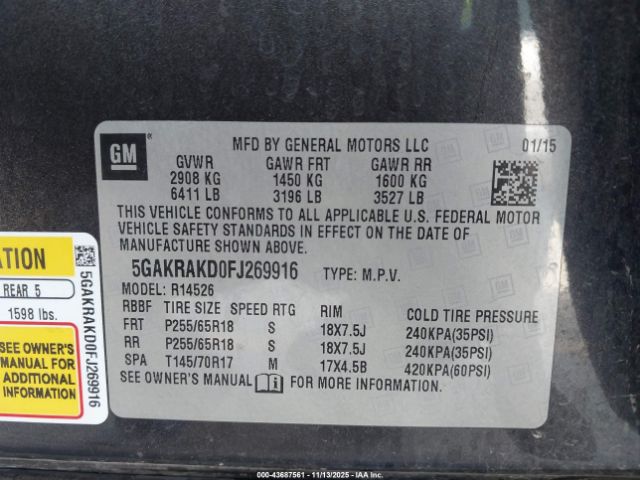 GM
MFD BY GENERAL MOTORS LLC 01/15
GVWR GAWR FRT GAWR RR
2908 KG 1450 KG 1600 KG
6411 LB 3196 LB 3527 LB
THIS VEHICLE CONFORMS TO ALL APPLICABLE U.S. FEDERAL MOTOR
VEHICLE SAFETY STANDARDS IN EFFECT ON THE DATE OF
MANUFACTURE SHOWN ABOVE.
5GAKRAKD0FJ269916 TYPE: M.P.V.
MODEL: R14526
RBBF TIRE SIZE SPEED RTG RIM COLD TIRE PRESSURE
FRT P255/65R18 S 18X7.5J 240KPA(35PSI)
RR P255/65R18 S 18X7.5J 240KPA(35PSI)
SPA T145/70R17 M 17X4.5B 420KPA(60PSI)
SEE OWNER'S MANUAL FOR MORE INFORMATION.
ATION
REAR 5
1598 lbs.
SEE OWNER'S
MANUAL FOR
ADDITIONAL
INFORMATION
5GAKRAKD0FJ269916
000-43687561 - 11/13/2025 - IAAI.COM